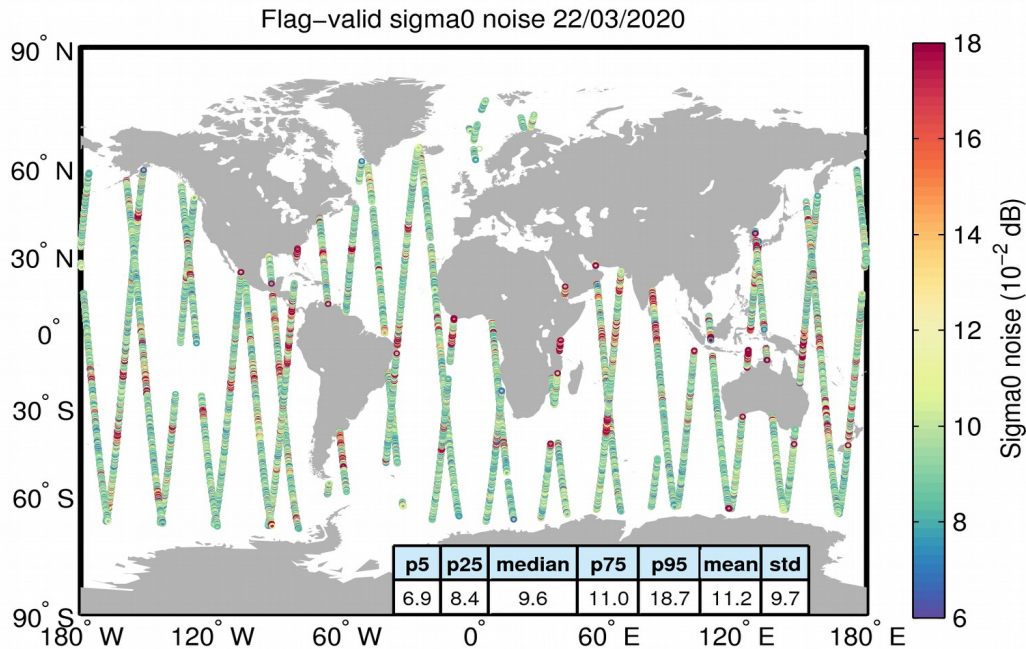 Flag−valid sigma0 noise 22/03/2020
90° N
60° N
30° N
0°
30° S
60° S
90° S
180° W
120° W
60° W
0°
60° E
120° E
180° E
p5 p25 median p75 p95 mean std
6.9 8.4 9.6 11.0 18.7 11.2 9.7
18
16
14
12
10
8
6
Sigma0 noise (10⁻² dB)